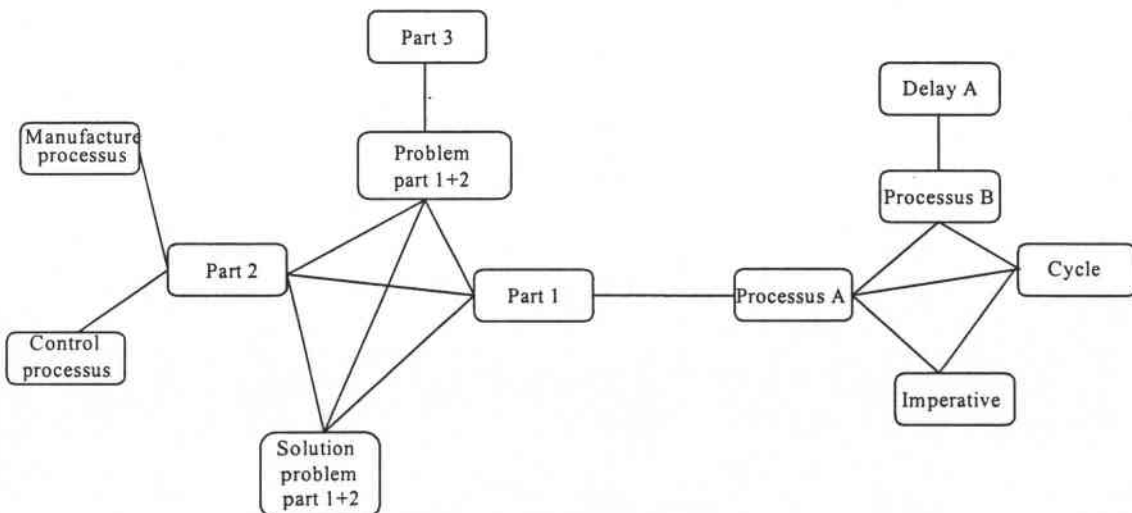 Part 3
Delay A
Manufacture
processus
Problem
part 1+2
Processus B
Part 2
Cycle
Part 1
Processus A
Control
processus
Imperative
Solution
problem
part 1+2